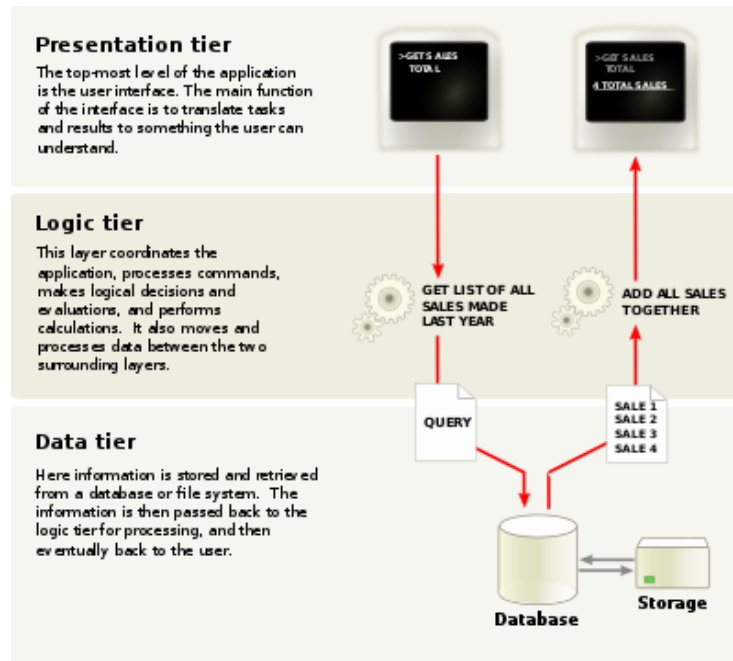 Presentation tier
The top-most level of the application
is the user interface. The main function
of the interface is to translate tasks
and results to something the user can
understand.
>GET SALES
TOTAL
>GET SALES
TOTAL
4 TOTAL SALES
Logic tier
This layer coordinates the
application, processes commands,
makes logical decisions and
evaluations, and performs
calculations. It also moves and
processes data between the two
surrounding layers.
GET LIST OF ALL
SALES MADE
LAST YEAR
ADD ALL SALES
TOGETHER
QUERY
SALE 1
SALE 2
SALE 3
SALE 4
Data tier
Here information is stored and retrieved
from a database or file system. The
information is then passed back to the
logic tier for processing, and then
eventually back to the user.
Database
Storage